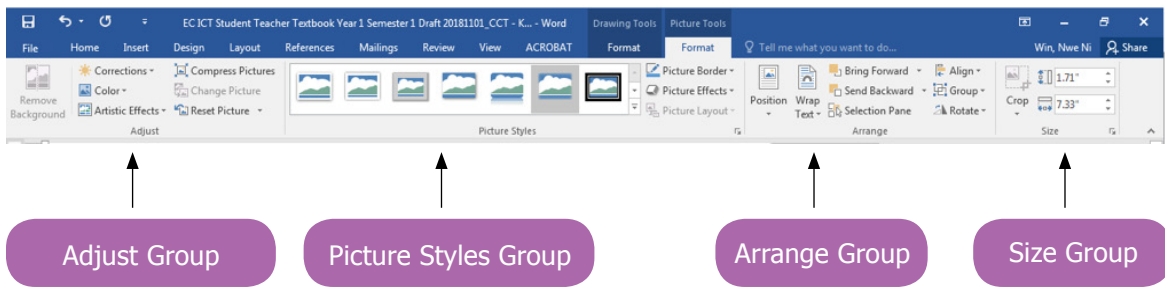 EC ICT Student Teacher Textbook Year 1 Semester 1 Draft 20181101_CCT - K... - Word Drawing Tools Picture Tools
File Home Insert Design Layout References Mailings Review View ACROBAT Format Format Tell me what you want to do... Win, Nwe Ni Share
Remove Background
Corrections
Color
Artistic Effects
Compress Pictures
Change Picture
Reset Picture
Adjust
Picture Border
Picture Effects
Picture Layout
Picture Styles
Position
Wrap Text
Bring Forward
Send Backward
Selection Pane
Align
Group
Rotate
Arrange
Crop
1.71"
7.33"
Size
Adjust Group
Picture Styles Group
Arrange Group
Size Group